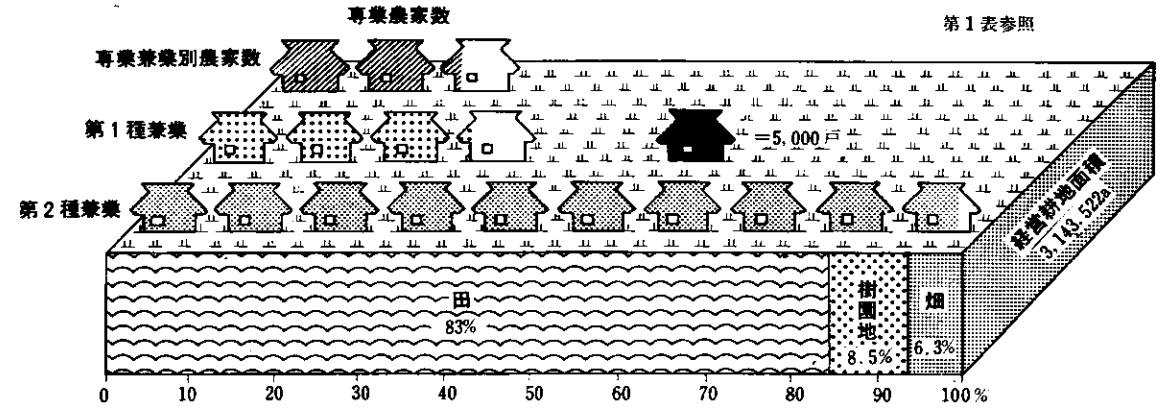 専業農家数
第1表参照
専業兼業別農家数
第1種兼業
=5,000戸
第2種兼業
経営耕地面積
3,143,522a
田
83%
樹園地
8.5%
畑
6.3%
0 10 20 30 40 50 60 70 80 90 100%